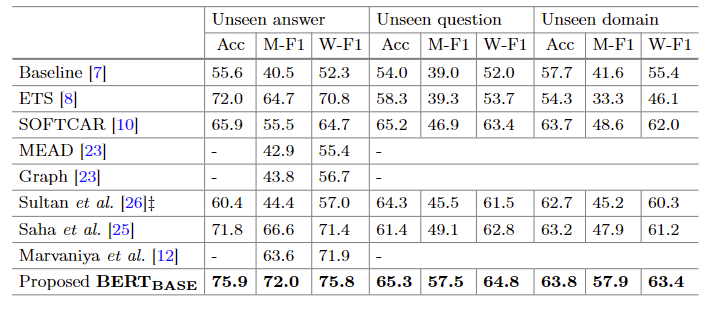 Unseen answer Unseen question Unseen domain
Acc M-F1 W-F1 Acc M-F1 W-F1 Acc M-F1 W-F1
Baseline [7] 55.6 40.5 52.3 54.0 39.0 52.0 57.7 41.6 55.4
ETS [8] 72.0 64.7 70.8 58.3 39.3 53.7 54.3 33.3 46.1
SOFTCAR [10] 65.9 55.5 64.7 65.2 46.9 63.4 63.7 48.6 62.0
MEAD [23] - 42.9 55.4 -
Graph [23] - 43.8 56.7 -
Sultan et al. [26]‡ 60.4 44.4 57.0 64.3 45.5 61.5 62.7 45.2 60.3
Saha et al. [25] 71.8 66.6 71.4 61.4 49.1 62.8 63.2 47.9 61.2
Marvaniya et al. [12] - 63.6 71.9 -
Proposed BERTBASE 75.9 72.0 75.8 65.3 57.5 64.8 63.8 57.9 63.4